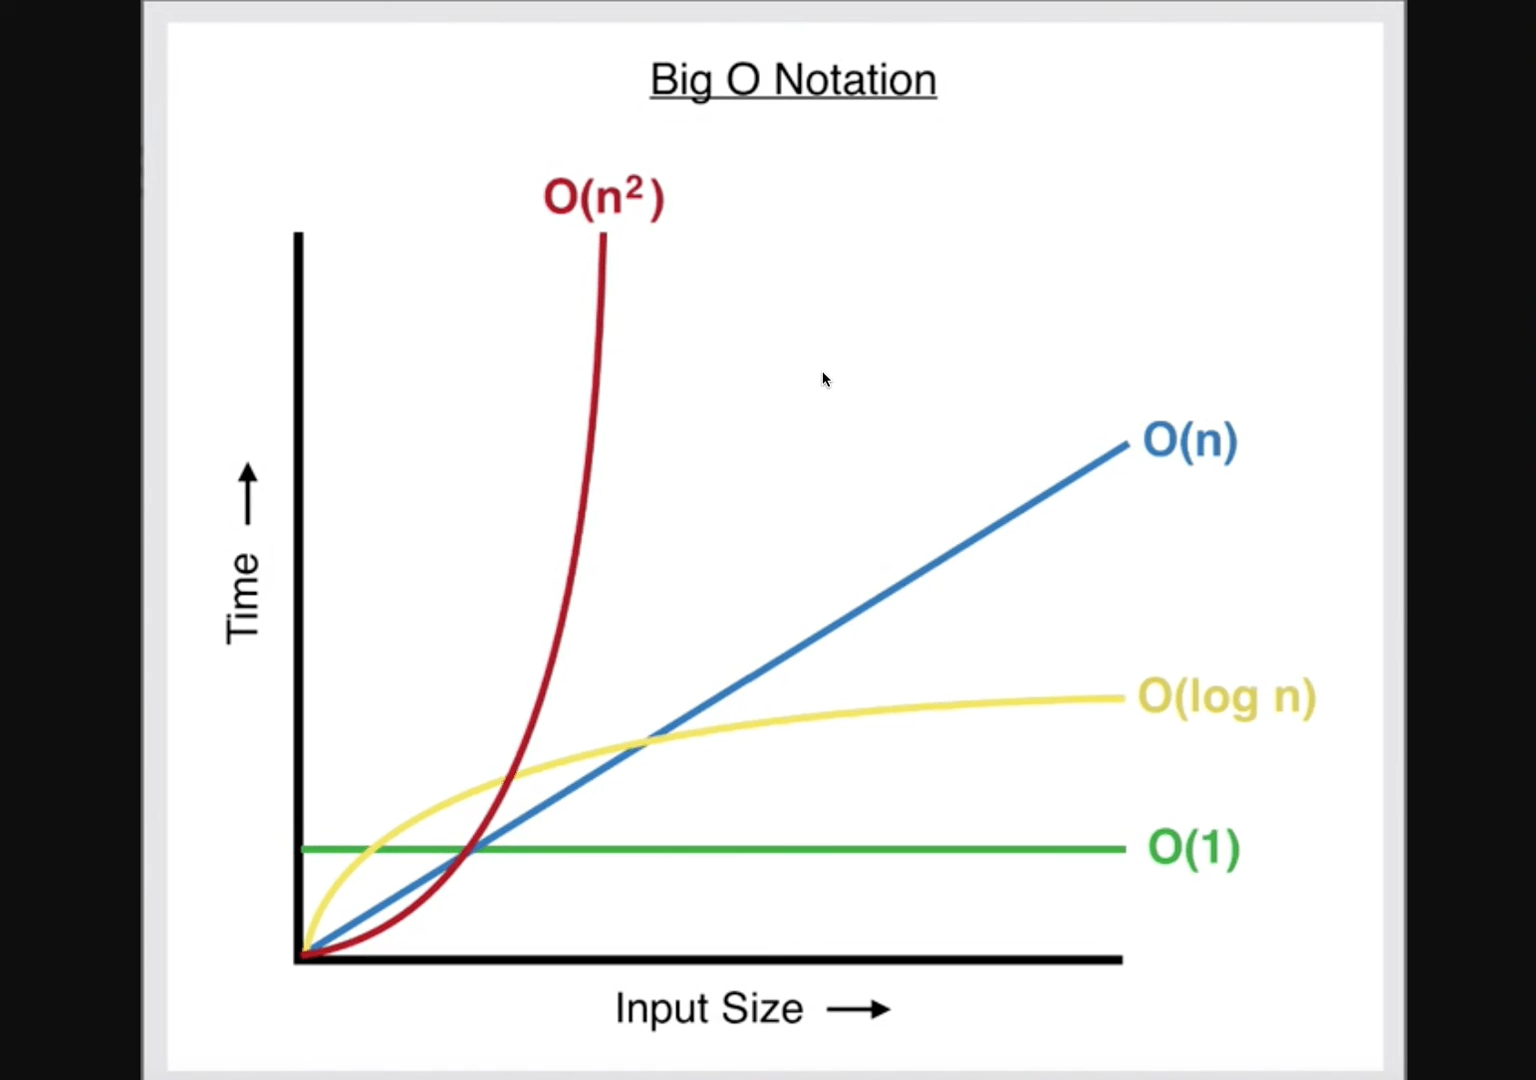 Big O Notation
O(n²)
O(n)
Time
O(log n)
O(1)
Input Size